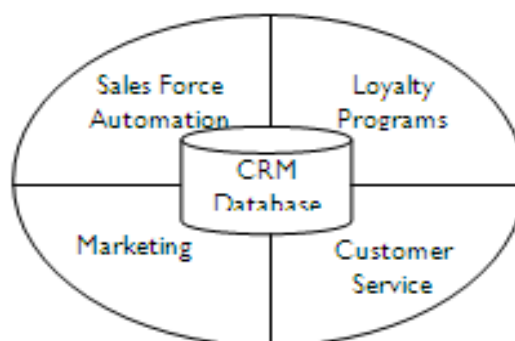 Sales Force
Automation
Loyalty
Programs
CRM
Database
Marketing
Customer
Service